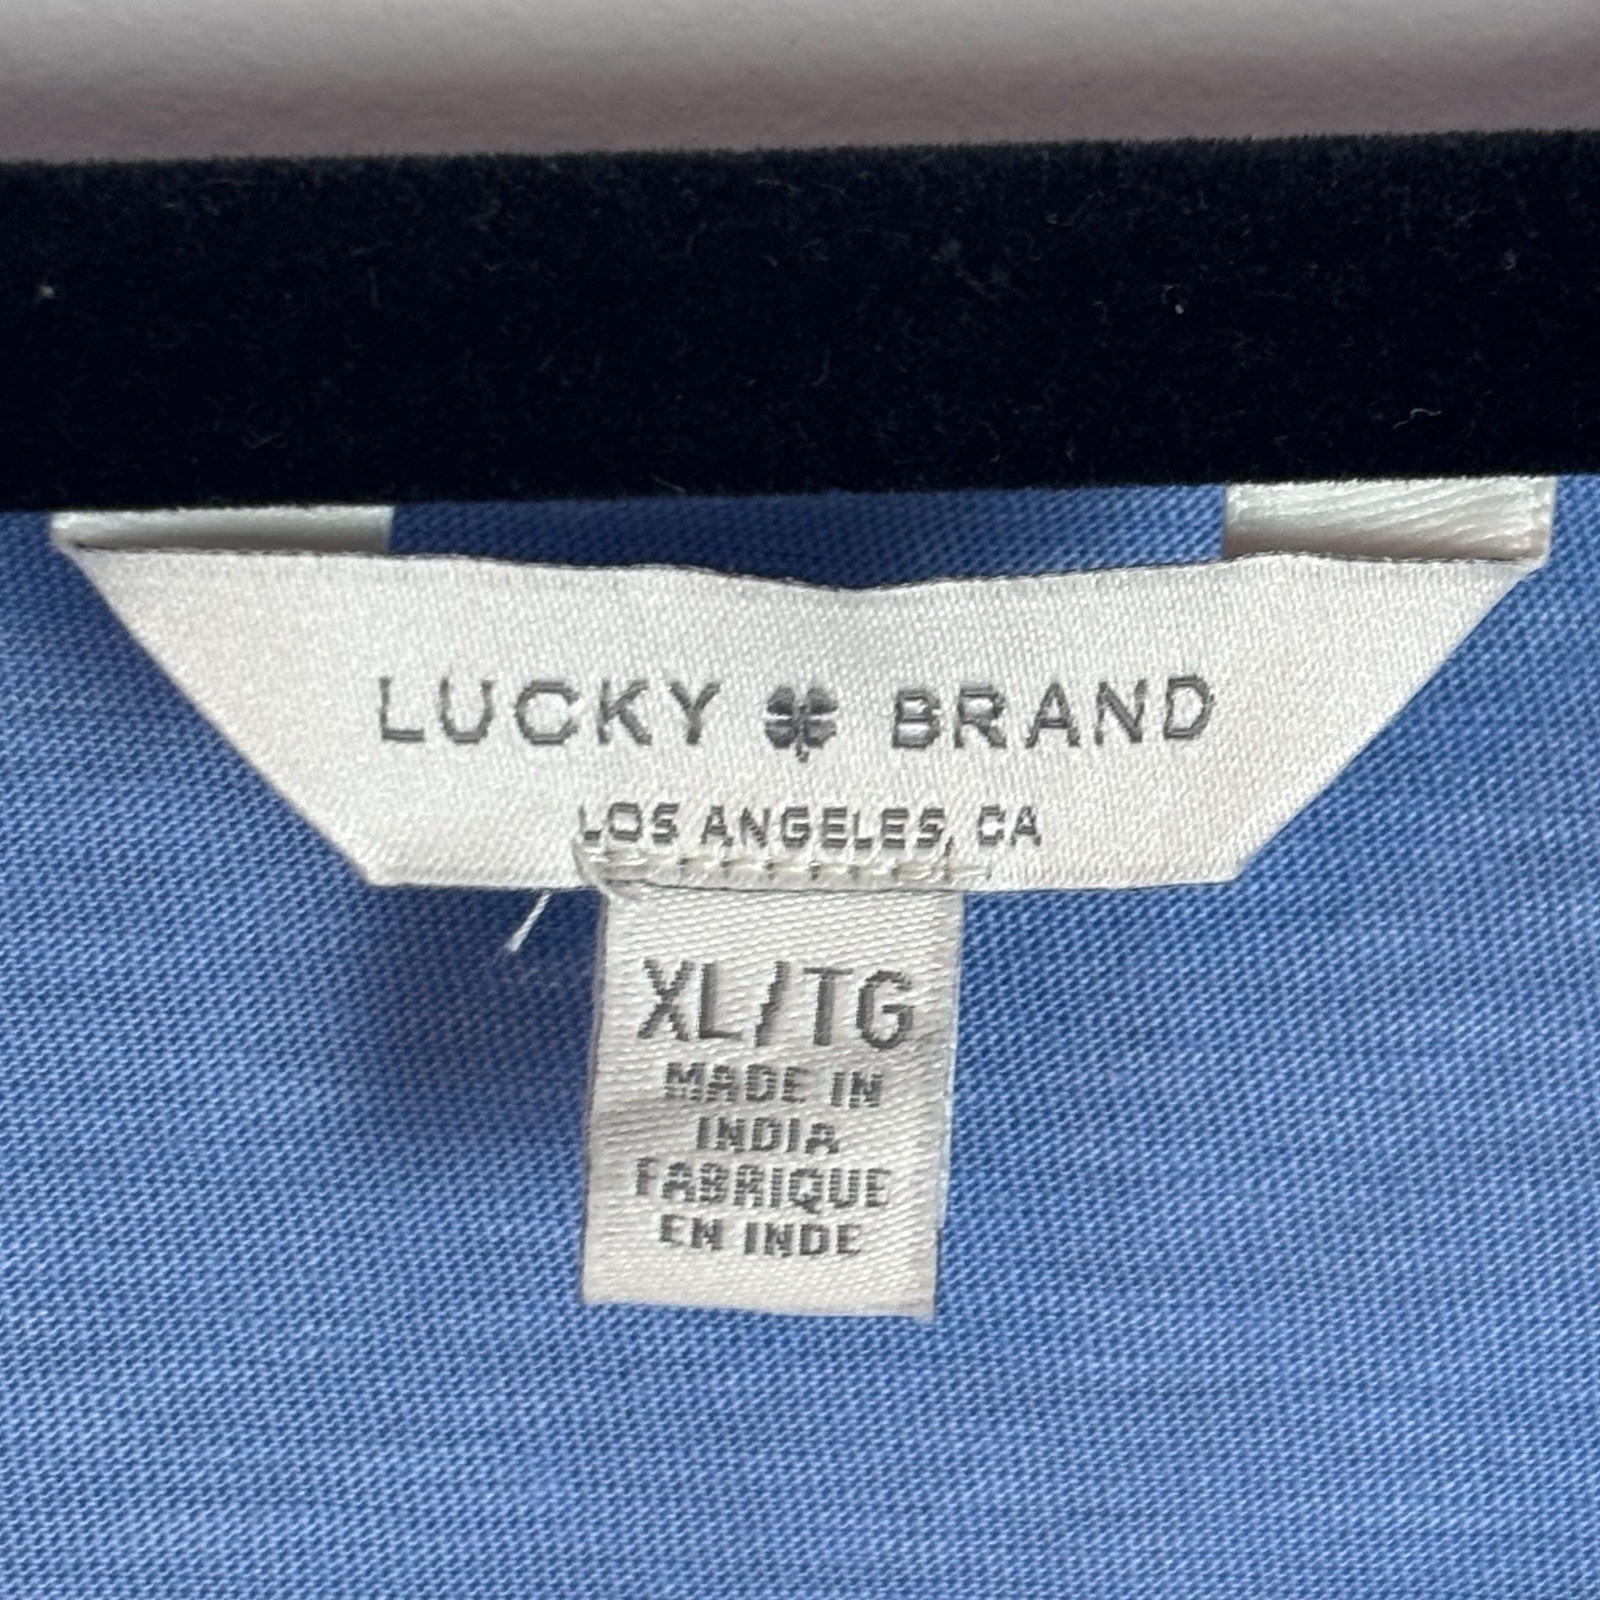 LUCKY BRAND
LOS ANGELES, CA
XL/TG
MADE IN
INDIA
FABRIQUE
EN INDE